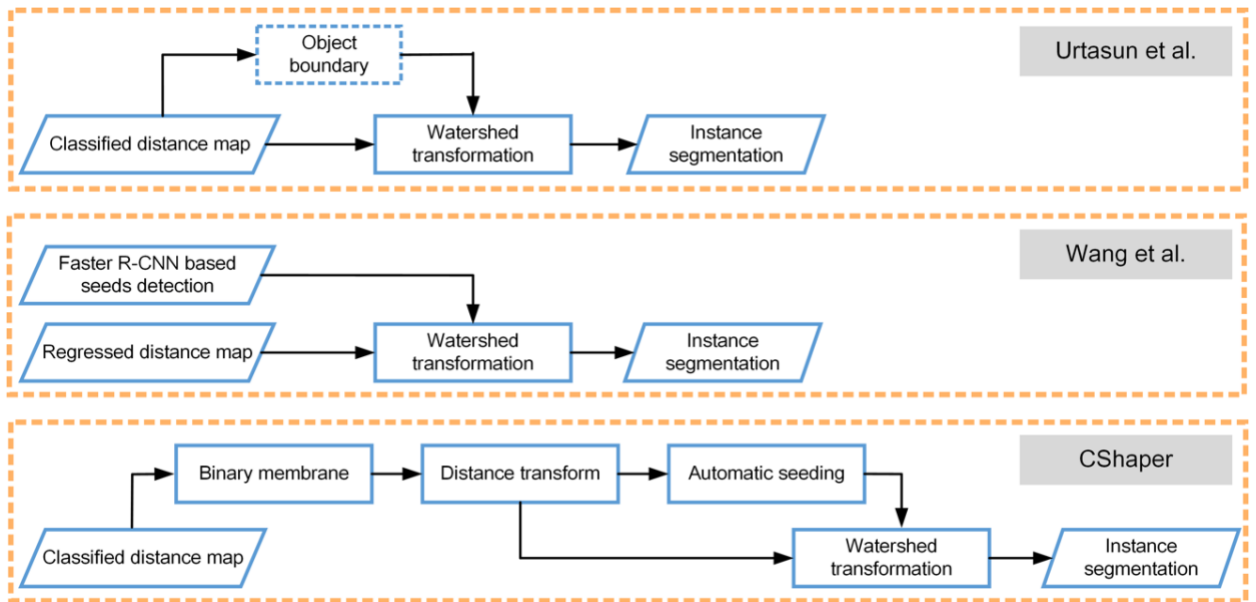 Object
boundary
Urtasun et al.
Classified distance map
Watershed
transformation
Instance
segmentation
Faster R-CNN based
seeds detection
Wang et al.
Regressed distance map
Watershed
transformation
Instance
segmentation
CShaper
Binary membrane
Distance transform
Automatic seeding
Classified distance map
Watershed
transformation
Instance
segmentation